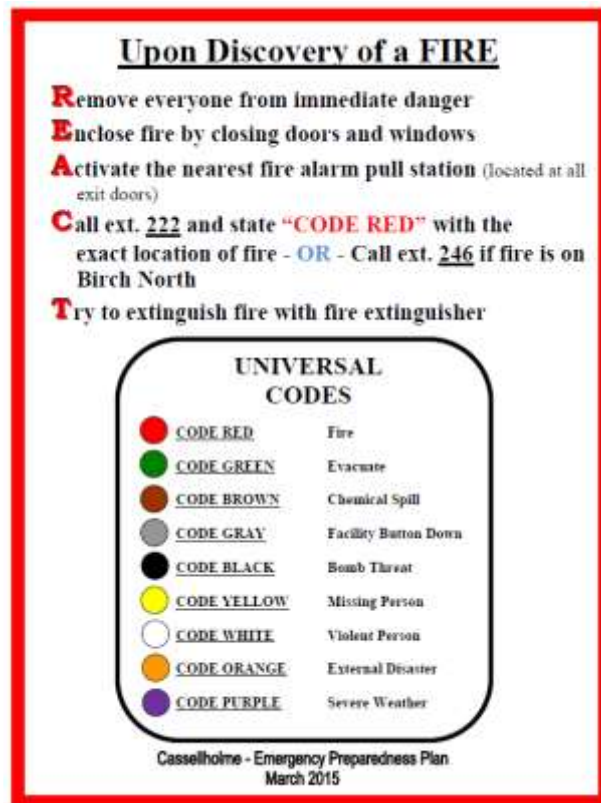 Upon Discovery of a FIRE
Remove everyone from immediate danger
Enclose fire by closing doors and windows
Activate the nearest fire alarm pull station (located at all
exit doors)
Call ext. 222 and state “CODE RED” with the
exact location of fire - OR - Call ext. 246 if fire is on
Birch North
Try to extinguish fire with fire extinguisher
UNIVERSAL
CODES
CODE RED Fire
CODE GREEN Evacuate
CODE BROWN Chemical Spill
CODE GRAY Facility Button Down
CODE BLACK Bomb Threat
CODE YELLOW Missing Person
CODE WHITE Violent Person
CODE ORANGE External Disaster
CODE PURPLE Severe Weather
Cassellholme - Emergency Preparedness Plan
March 2015